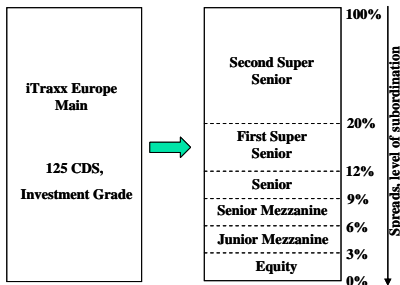 iTraxx Europe
Main
125 CDS,
Investment Grade
100%
Second Super
Senior
20%
First Super
Senior
12%
Senior
9%
Senior Mezzanine
6%
Junior Mezzanine
3%
Equity
0%
Spreads, level of subordination